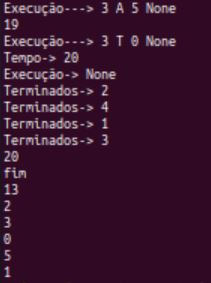 Execução---> 3 A 5 None
19
Execução---> 3 T 0 None
Tempo-> 20
Execução-> None
Terminados-> 2
Terminados-> 4
Terminados-> 1
Terminados-> 3
20
fim
13
2
3
0
5
1